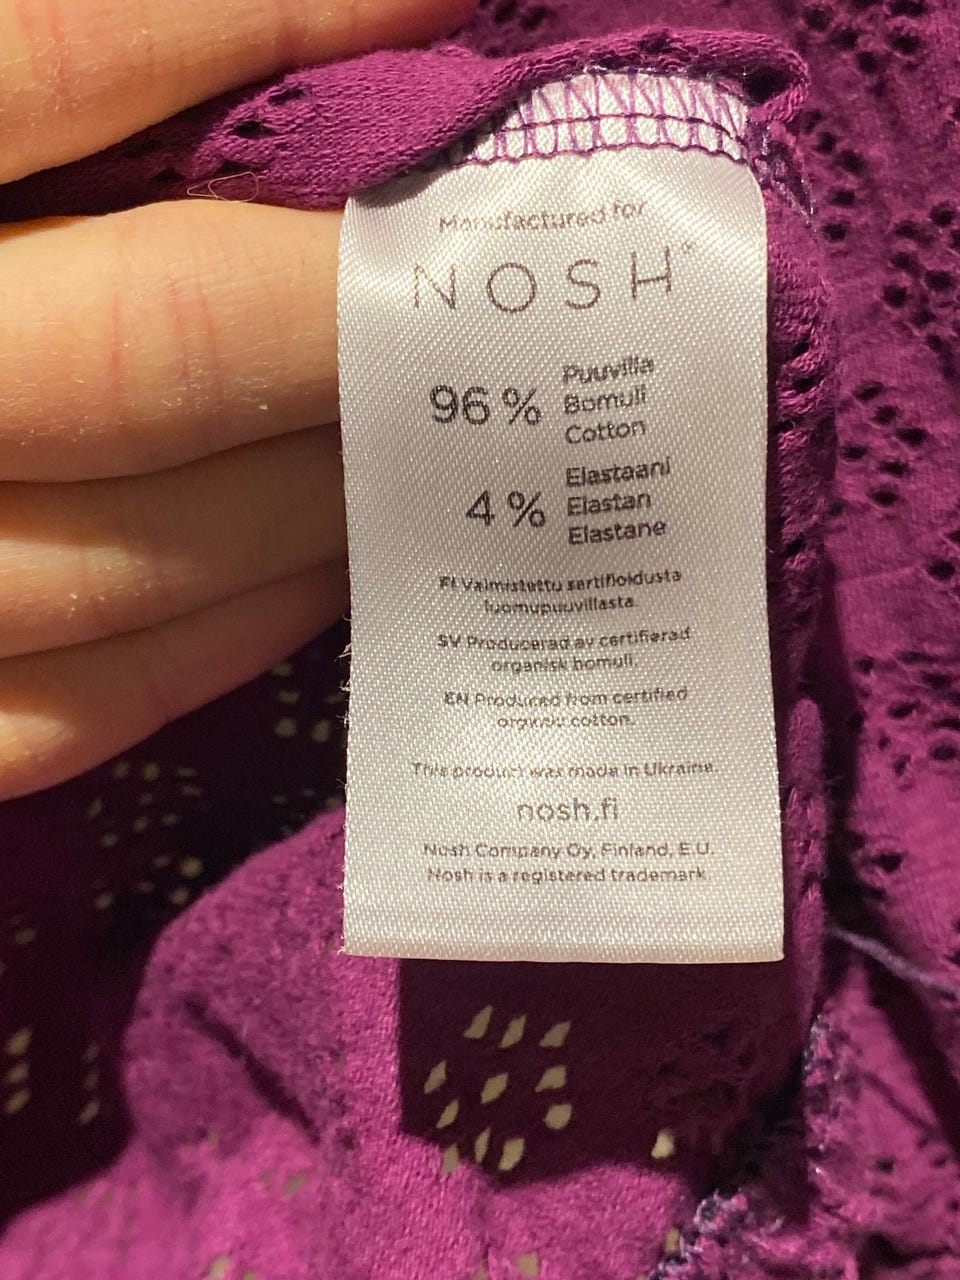 Manufactured for
NOSH®
96 % Puuvilla
Bomull
Cotton
4 % Elastaani
Elastan
Elastane
FI Valmistettu sertifioidusta
luomupuuvillasta.
SV Producerad av certifierad
organisk bomull.
EN Produced from certified
organic cotton.
This product was made in Ukraine.
nosh.fi
Nosh Company Oy, Finland, E.U.
Nosh is a registered trademark